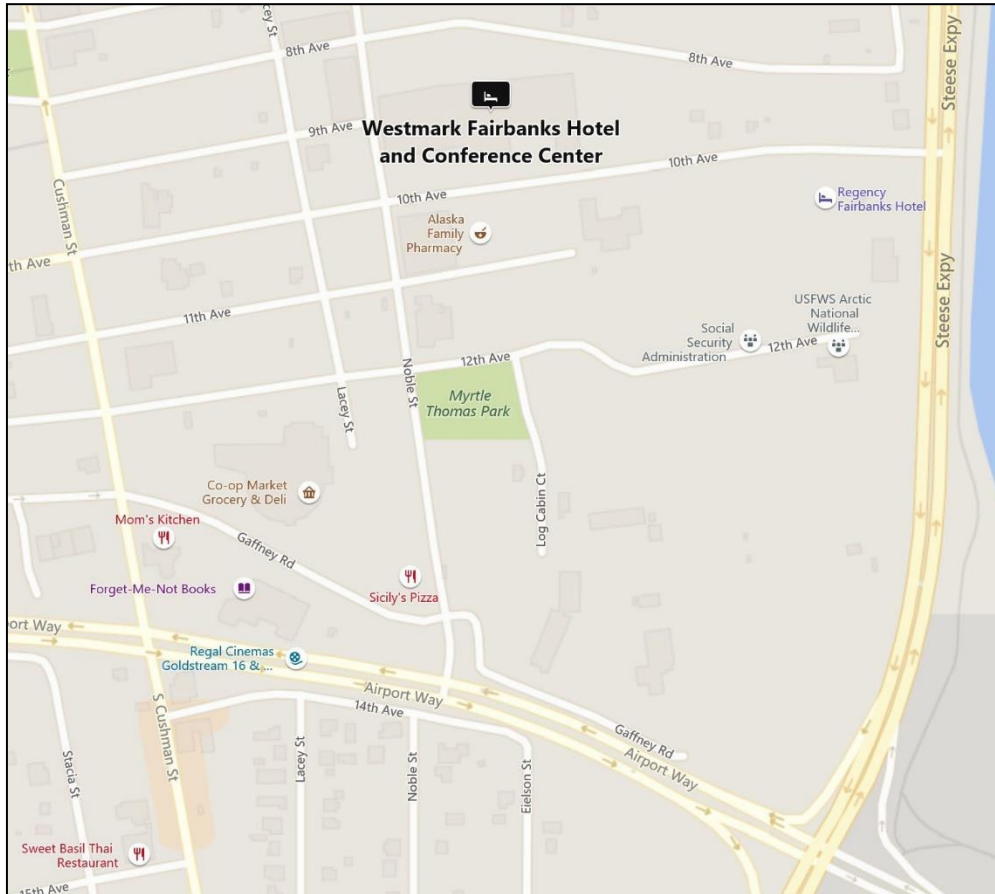 cey St
8th Ave
8th Ave
Steese Expy
9th Ave
Westmark Fairbanks Hotel
and Conference Center
10th Ave
10th Ave
Cushman St
Regency
Fairbanks Hotel
Alaska
Family
Pharmacy
th Ave
Steese Expy
11th Ave
USFWS Arctic
National
Wildlife...
Social
Security
Administration
12th Ave
12th Ave
Noble St
Myrtle
Thomas Park
Lacey St
Co-op Market
Grocery & Deli
Log Cabin Ct
Mom's Kitchen
Gaffney Rd
Forget-Me-Not Books
Sicily's Pizza
port Way
Regal Cinemas
Goldstream 16 & ...
Airport Way
14th Ave
S Cushman St
Gaffney Rd
Airport Way
Stacia St
Lacey St
Noble St
Eielson St
Sweet Basil Thai
Restaurant
15th Ave